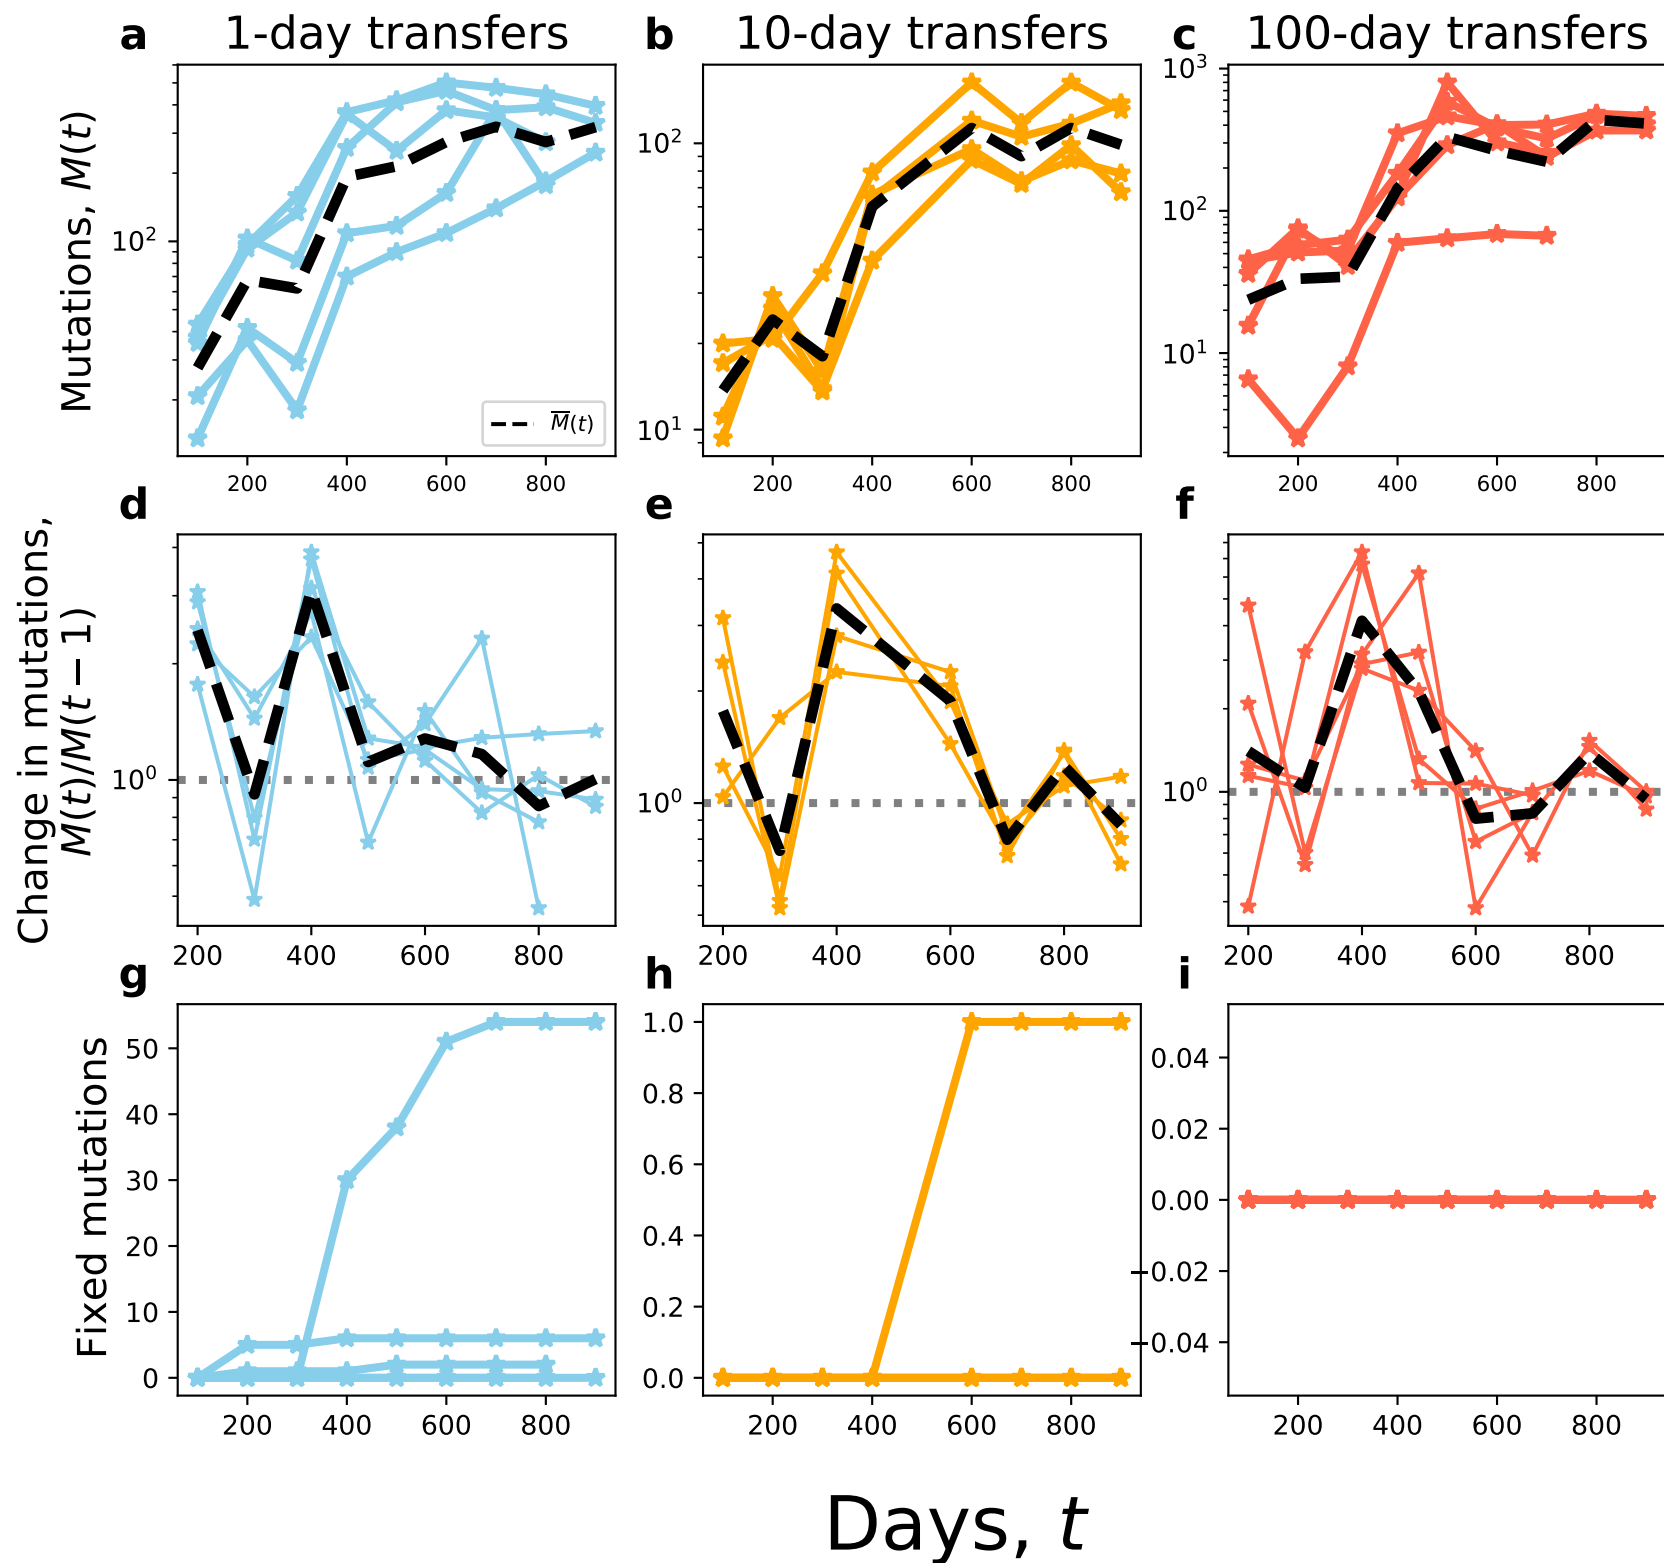 a 1-day transfers b 10-day transfers c 100-day transfers
Mutations, M(t)
10²
M̅(t)
200 400 600 800
10²
10¹
200 400 600 800
10³
10²
10¹
200 400 600 800
d e f
Change in mutations,
M(t)/M(t − 1)
10⁰
200 400 600 800
10⁰
200 400 600 800
10⁰
200 400 600 800
g h i
Fixed mutations
50
40
30
20
10
0
200 400 600 800
1.0
0.8
0.6
0.4
0.2
0.0
200 400 600 800
0.04
0.02
0.00
−0.02
−0.04
200 400 600 800
Days, t